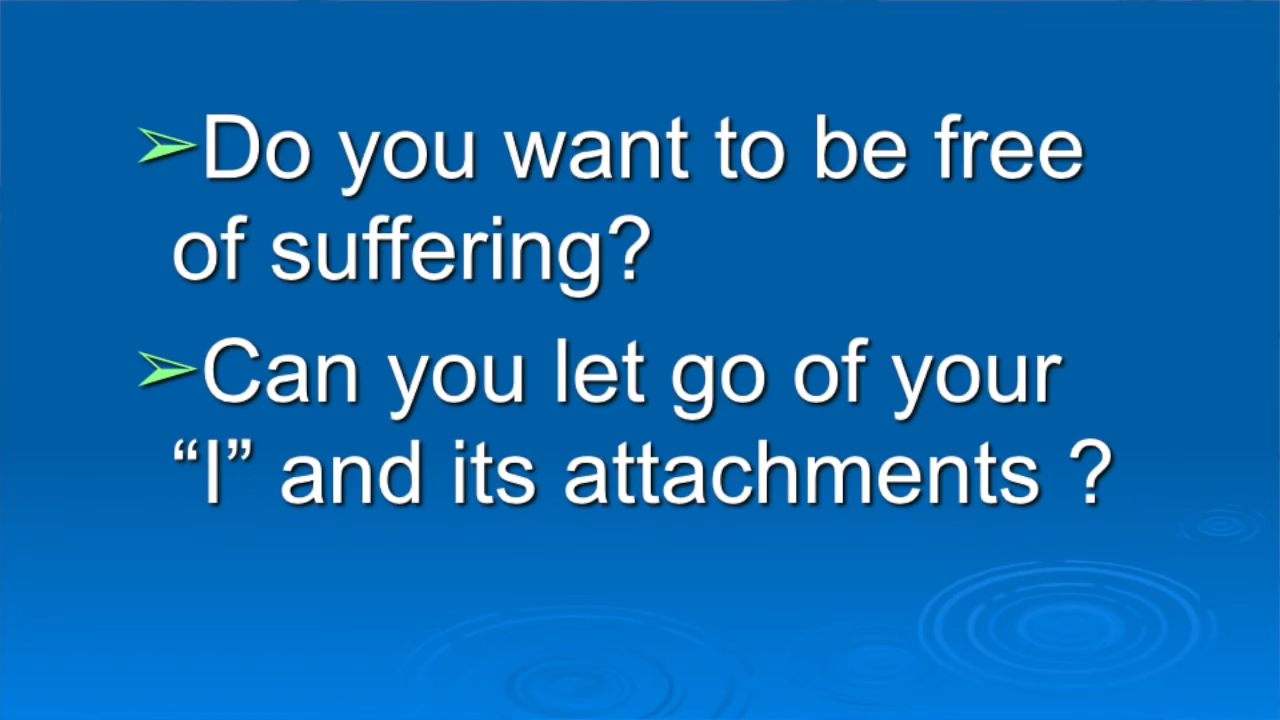 ➢Do you want to be free
of suffering?
➢Can you let go of your
“I” and its attachments ?